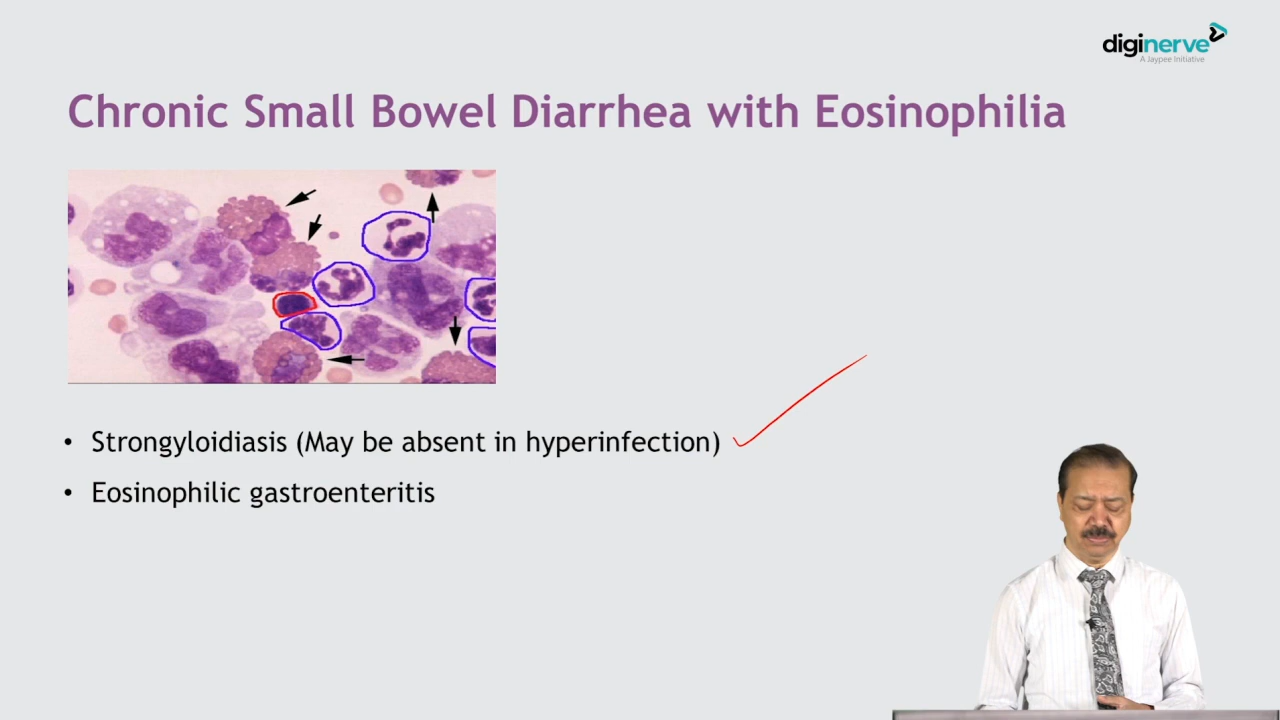 diginerve
A Jaypee Initiative
Chronic Small Bowel Diarrhea with Eosinophilia
• Strongyloidiasis (May be absent in hyperinfection)
• Eosinophilic gastroenteritis